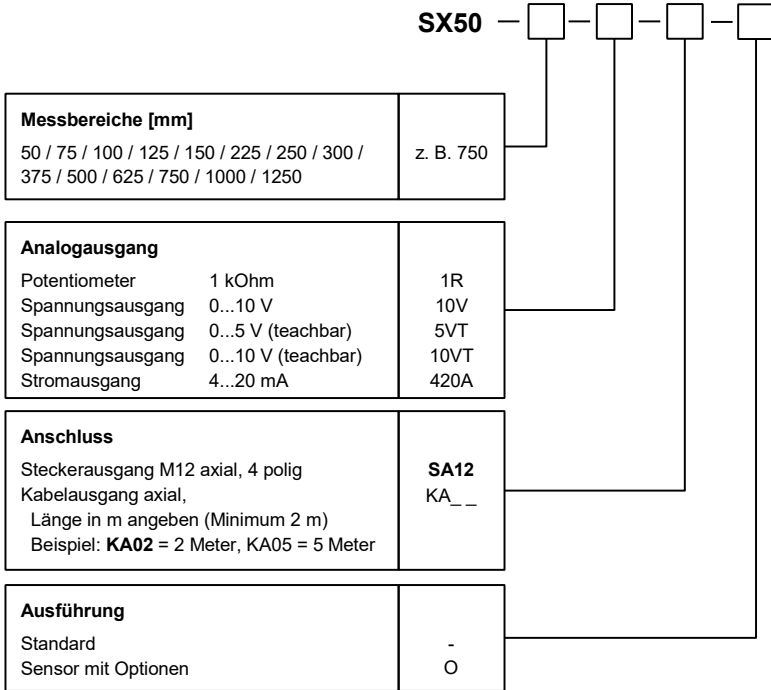 SX50 – – – –
Messbereiche [mm]
50 / 75 / 100 / 125 / 150 / 225 / 250 / 300 /
375 / 500 / 625 / 750 / 1000 / 1250
z. B. 750
Analogausgang
Potentiometer 1 kOhm 1R
Spannungsausgang 0...10 V 10V
Spannungsausgang 0...5 V (teachbar) 5VT
Spannungsausgang 0...10 V (teachbar) 10VT
Stromausgang 4...20 mA 420A
Anschluss
Steckerausgang M12 axial, 4 polig SA12
Kabelausgang axial, KA_ _
Länge in m angeben (Minimum 2 m)
Beispiel: KA02 = 2 Meter, KA05 = 5 Meter
Ausführung
Standard -
Sensor mit Optionen O